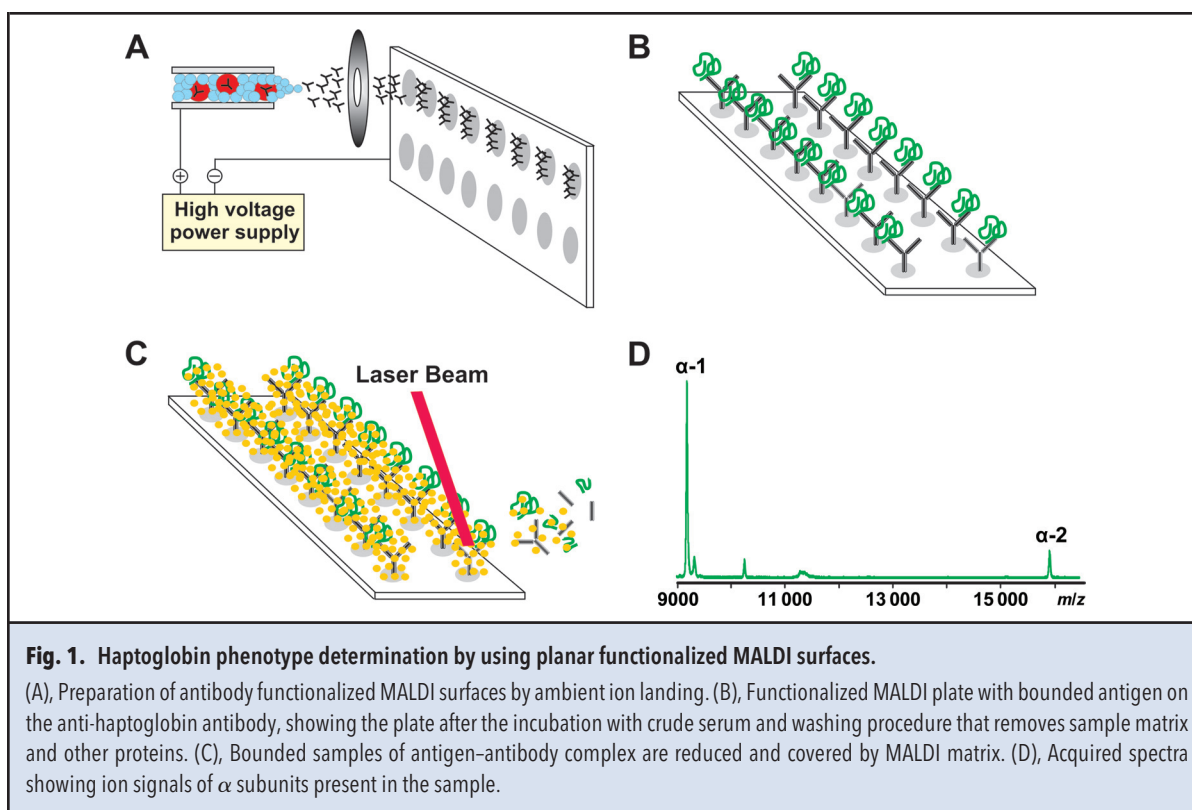 A
High voltage
power supply
B
C
Laser Beam
D
α-1
α-2
9000 11 000 13 000 15 000 m/z
Fig. 1. Haptoglobin phenotype determination by using planar functionalized MALDI surfaces.
(A), Preparation of antibody functionalized MALDI surfaces by ambient ion landing. (B), Functionalized MALDI plate with bounded antigen on
the anti-haptoglobin antibody, showing the plate after the incubation with crude serum and washing procedure that removes sample matrix
and other proteins. (C), Bounded samples of antigen–antibody complex are reduced and covered by MALDI matrix. (D), Acquired spectra
showing ion signals of α subunits present in the sample.